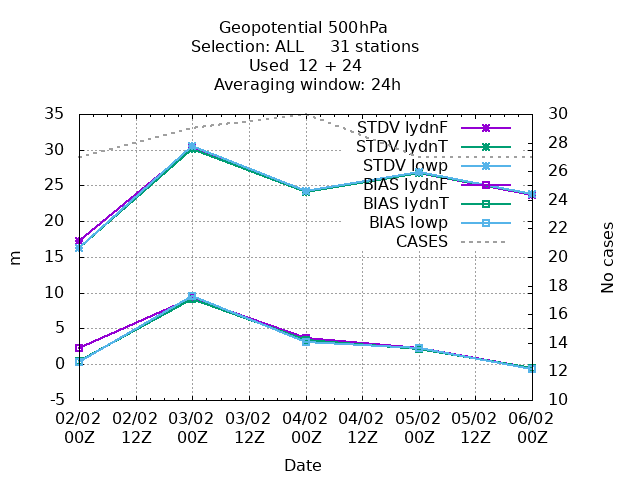 Geopotential 500hPa
Selection: ALL 31 stations
Used 12 + 24
Averaging window: 24h
35
30
25
20
15
10
5
0
-5
m
STDV lydnF
STDV lydnT
STDV lowp
BIAS lydnF
BIAS lydnT
BIAS lowp
CASES
30
28
26
24
22
20
18
16
14
12
10
No cases
02/02 02/02 03/02 03/02 04/02 04/02 05/02 05/02 06/02
00Z 12Z 00Z 12Z 00Z 12Z 00Z 12Z 00Z
Date